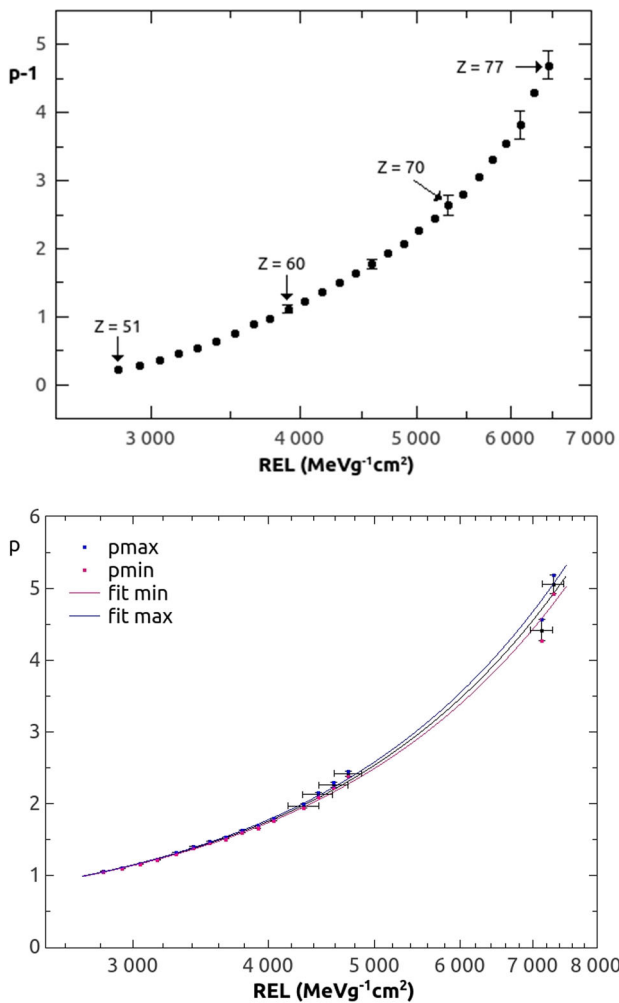 5
p-1
Z = 77
4
3
Z = 70
2
Z = 60
1
Z = 51
0
3 000 4 000 5 000 6 000 7 000
REL (MeVg⁻¹cm²)
6
p
pmax
pmin
fit min
fit max
5
4
3
2
1
0
3 000 4 000 5 000 6 000 7 000 8 000
REL (MeVg⁻¹cm²)